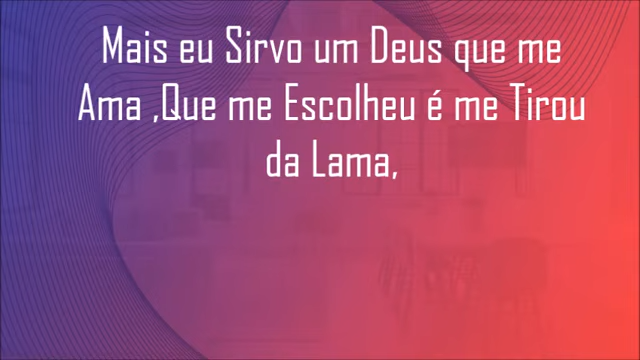 Mais eu Sirvo um Deus que me
Ama ,Que me Escolheu é me Tirou
da Lama,